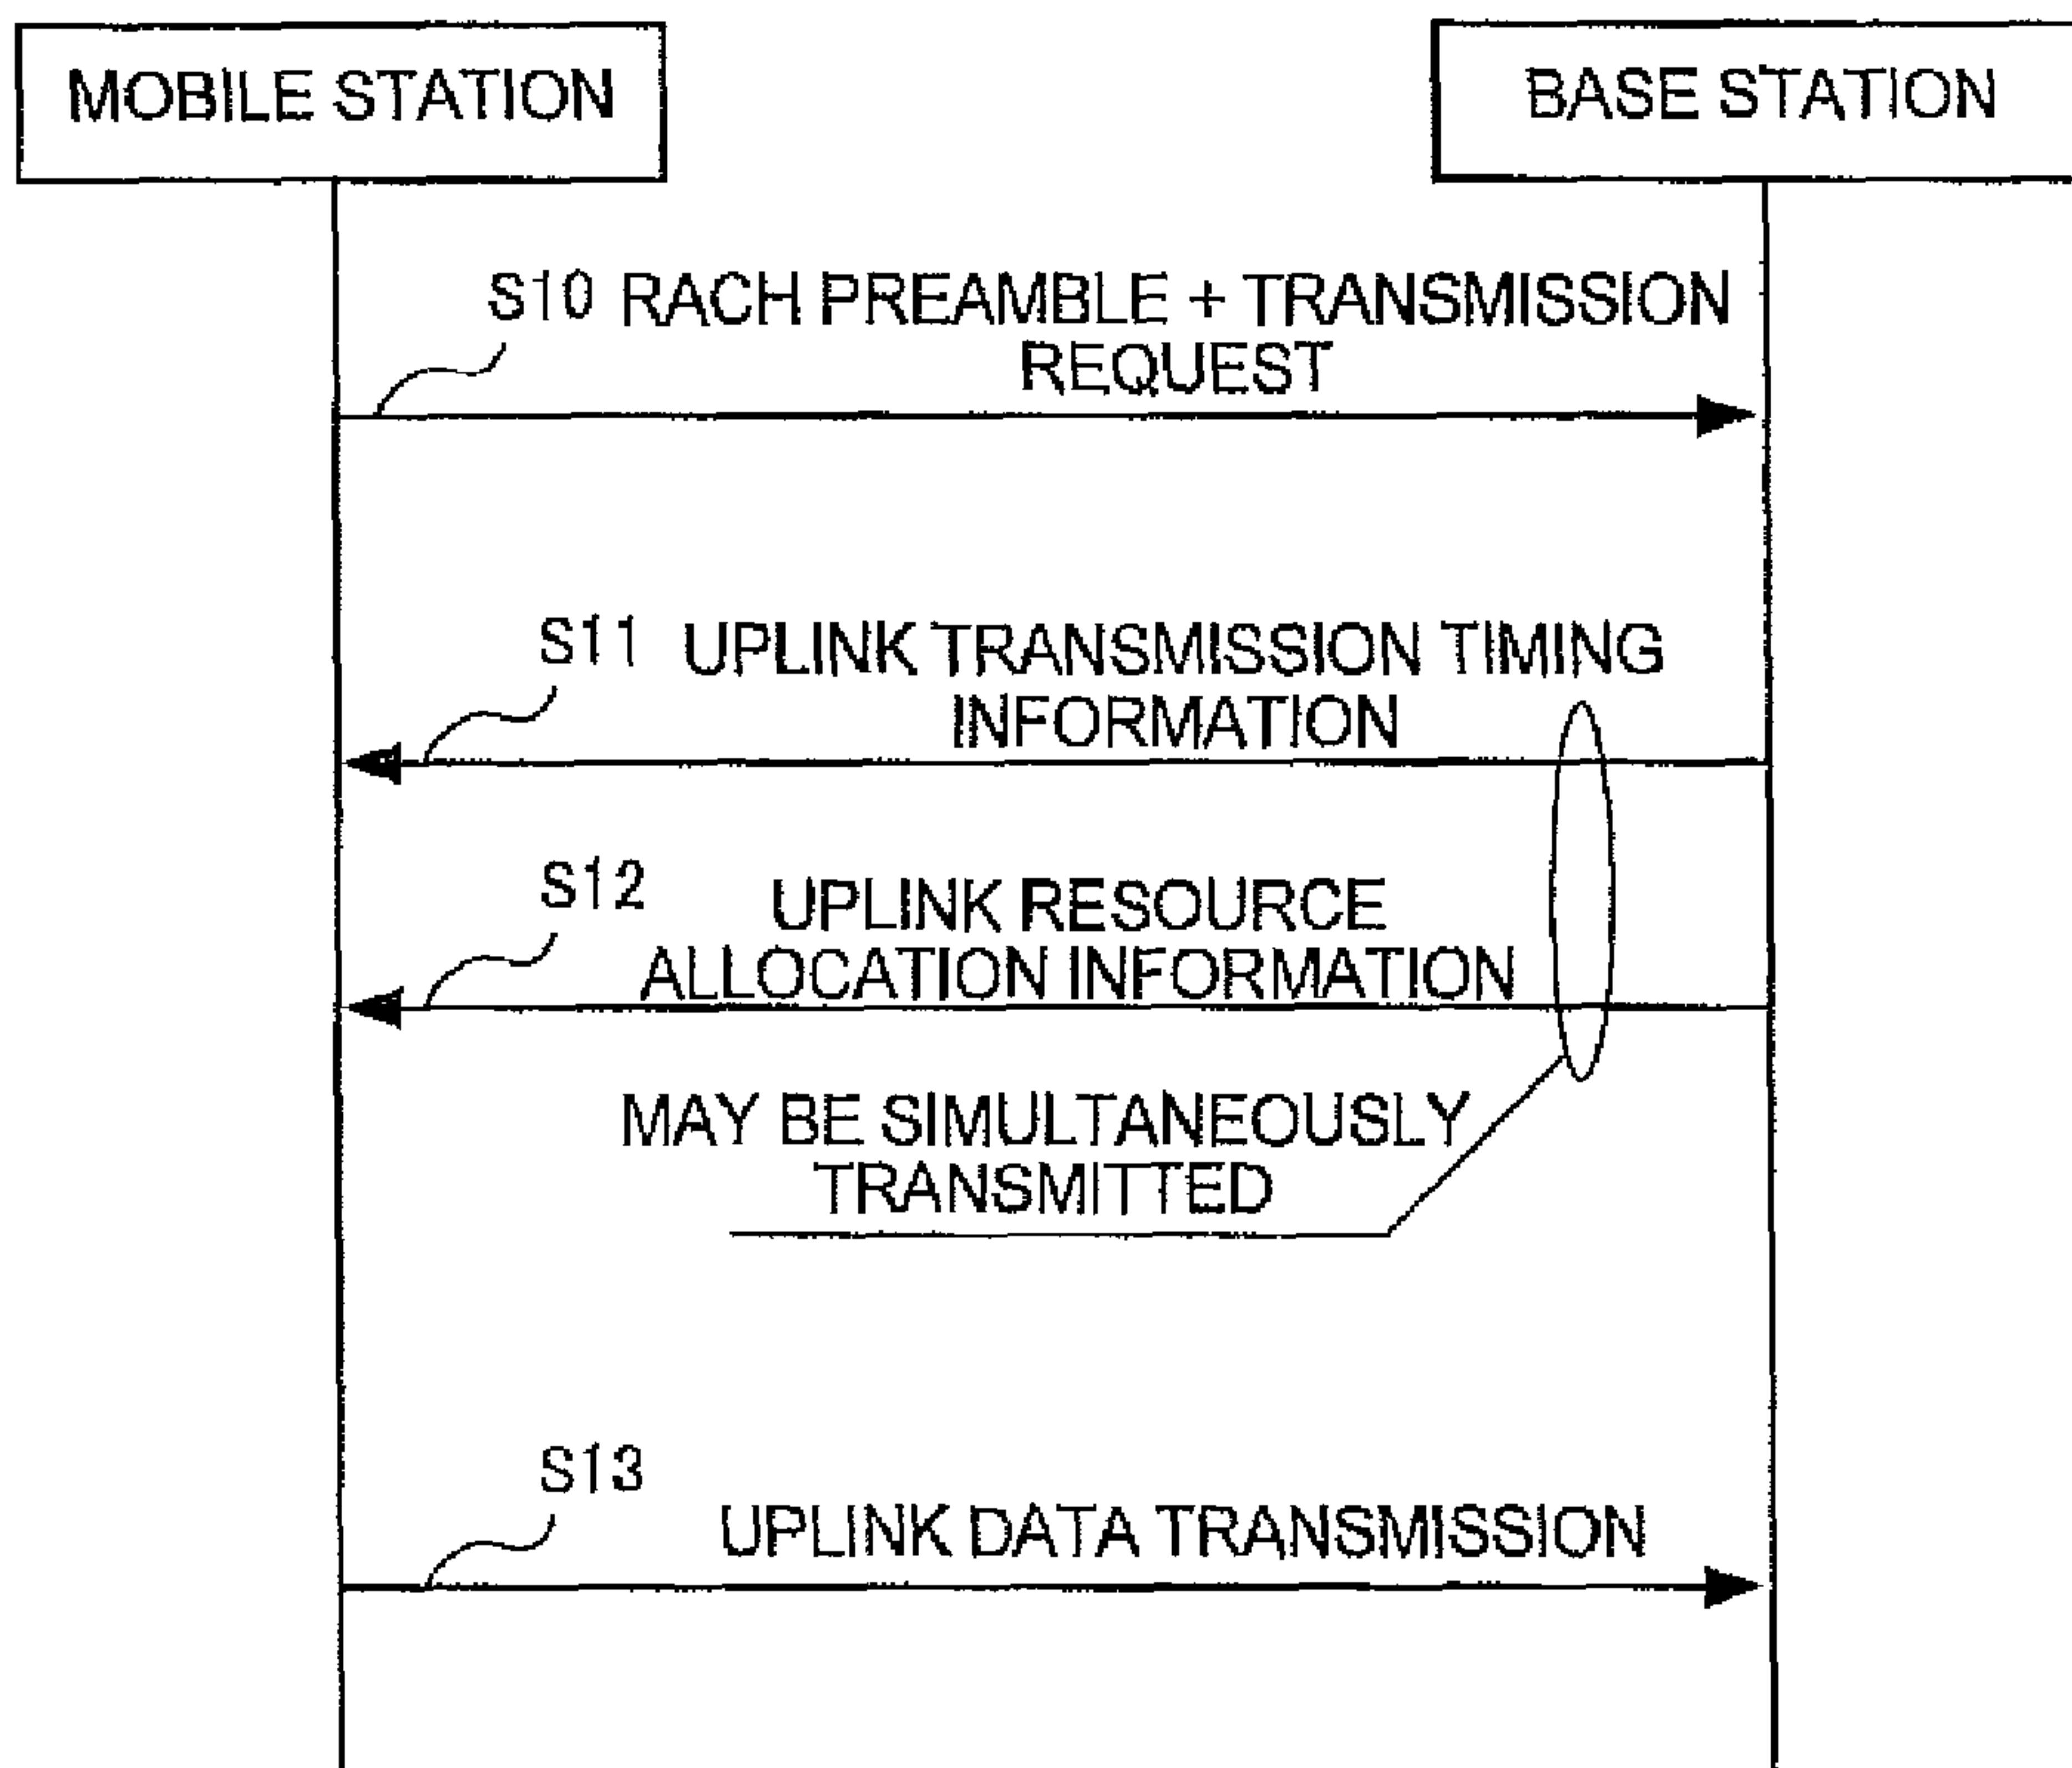 MOBILE STATION
BASE STATION
S10 RACH PREAMBLE + TRANSMISSION
REQUEST
S11 UPLINK TRANSMISSION TIMING
INFORMATION
S12
UPLINK RESOURCE
ALLOCATION INFORMATION
MAY BE SIMULTANEOUSLY
TRANSMITTED
S13
UPLINK DATA TRANSMISSION